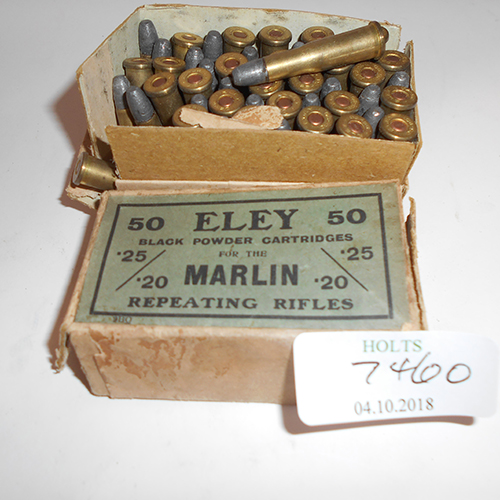 50 ELEY 50
BLACK POWDER CARTRIDGES
·25 FOR THE ·25
·20 MARLIN ·20
REPEATING RIFLES
HOLTS
7460
04.10.2018